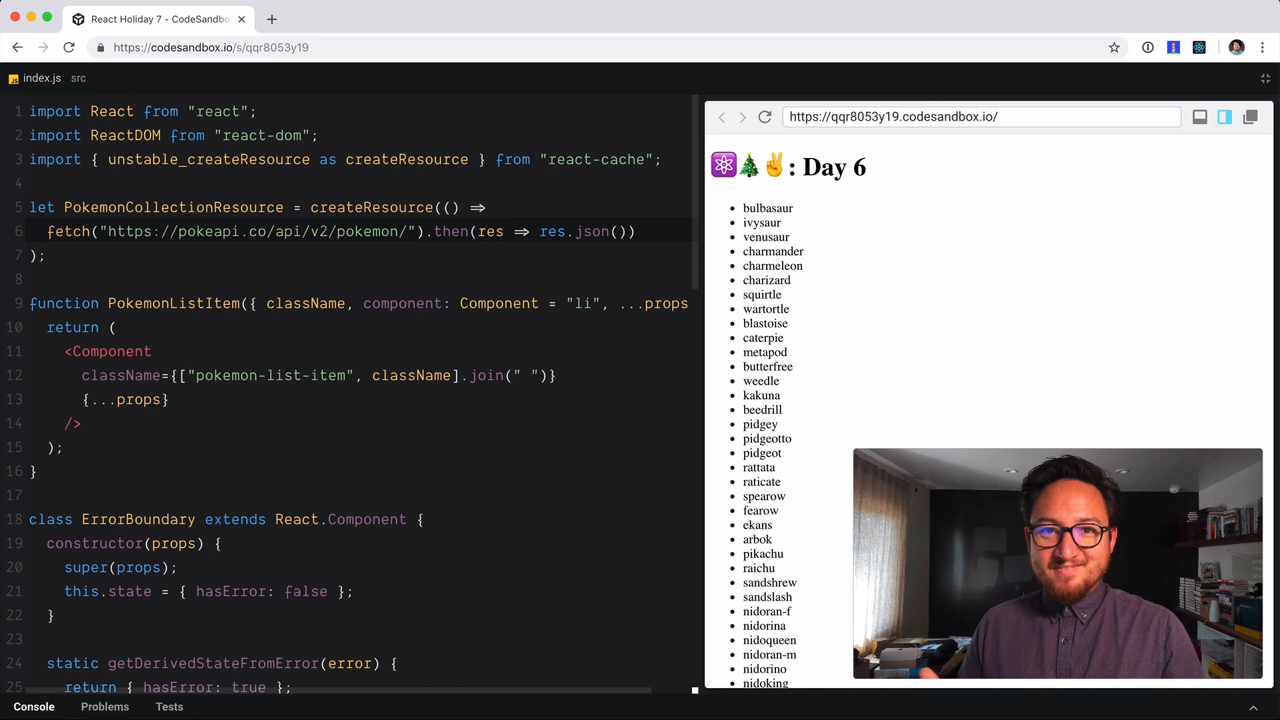 React Holiday 7 - CodeSandbo
https://codesandbox.io/s/qqr8053y19
index.js src
1 import React from "react";
2 import ReactDOM from "react-dom";
3 import { unstable_createResource as createResource } from "react-cache";
4
5 let PokemonCollectionResource = createResource(() =>
6 fetch("https://pokeapi.co/api/v2/pokemon/").then(res => res.json())
7 );
8
9 function PokemonListItem({ className, component: Component = "li", ...props
10 return (
11 <Component
12 className={["pokemon-list-item", className].join(" ")}
13 {...props}
14 />
15 );
16 }
17
18 class ErrorBoundary extends React.Component {
19 constructor(props) {
20 super(props);
21 this.state = { hasError: false };
22 }
23
24 static getDerivedStateFromError(error) {
25 return { hasError: true };
Console Problems Tests
https://qqr8053y19.codesandbox.io/
⚛️🎄✌️: Day 6
• bulbasaur
• ivysaur
• venusaur
• charmander
• charmeleon
• charizard
• squirtle
• wartortle
• blastoise
• caterpie
• metapod
• butterfree
• weedle
• kakuna
• beedrill
• pidgey
• pidgeotto
• pidgeot
• rattata
• raticate
• spearow
• fearow
• ekans
• arbok
• pikachu
• raichu
• sandshrew
• sandslash
• nidoran-f
• nidorina
• nidoqueen
• nidoran-m
• nidorino
• nidoking